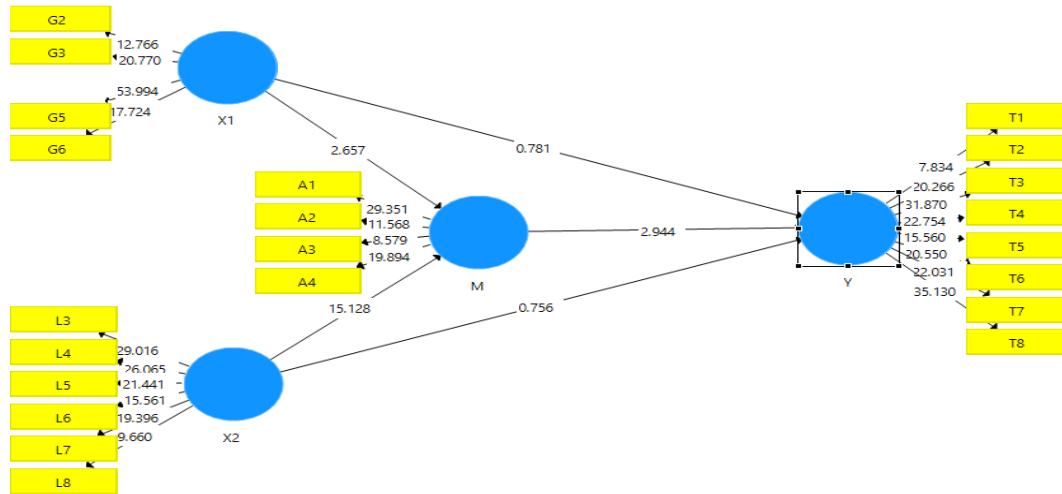 G2
G3
G5
G6
12.766
20.770
53.994
17.724
X1
2.657
0.781
A1
A2
A3
A4
29.351
11.568
8.579
19.894
M
2.944
15.128
0.756
L3
L4
L5
L6
L7
L8
29.016
26.065
21.441
15.561
19.396
9.660
X2
Y
7.834
20.266
31.870
22.754
15.560
20.550
22.031
35.130
T1
T2
T3
T4
T5
T6
T7
T8